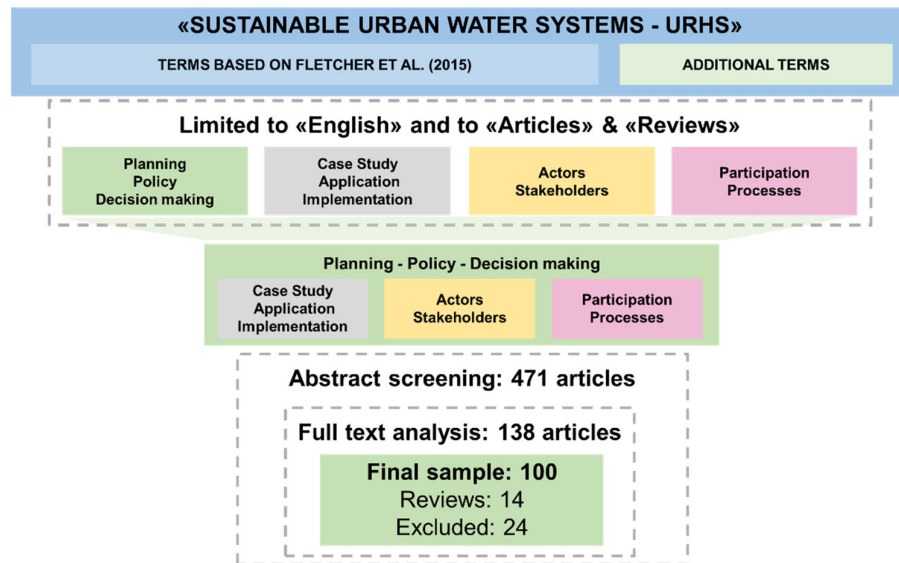 «SUSTAINABLE URBAN WATER SYSTEMS - URHS»
TERMS BASED ON FLETCHER ET AL. (2015)
ADDITIONAL TERMS
Limited to «English» and to «Articles» & «Reviews»
Planning
Policy
Decision making
Case Study
Application
Implementation
Actors
Stakeholders
Participation
Processes
Planning - Policy - Decision making
Case Study
Application
Implementation
Actors
Stakeholders
Participation
Processes
Abstract screening: 471 articles
Full text analysis: 138 articles
Final sample: 100
Reviews: 14
Excluded: 24